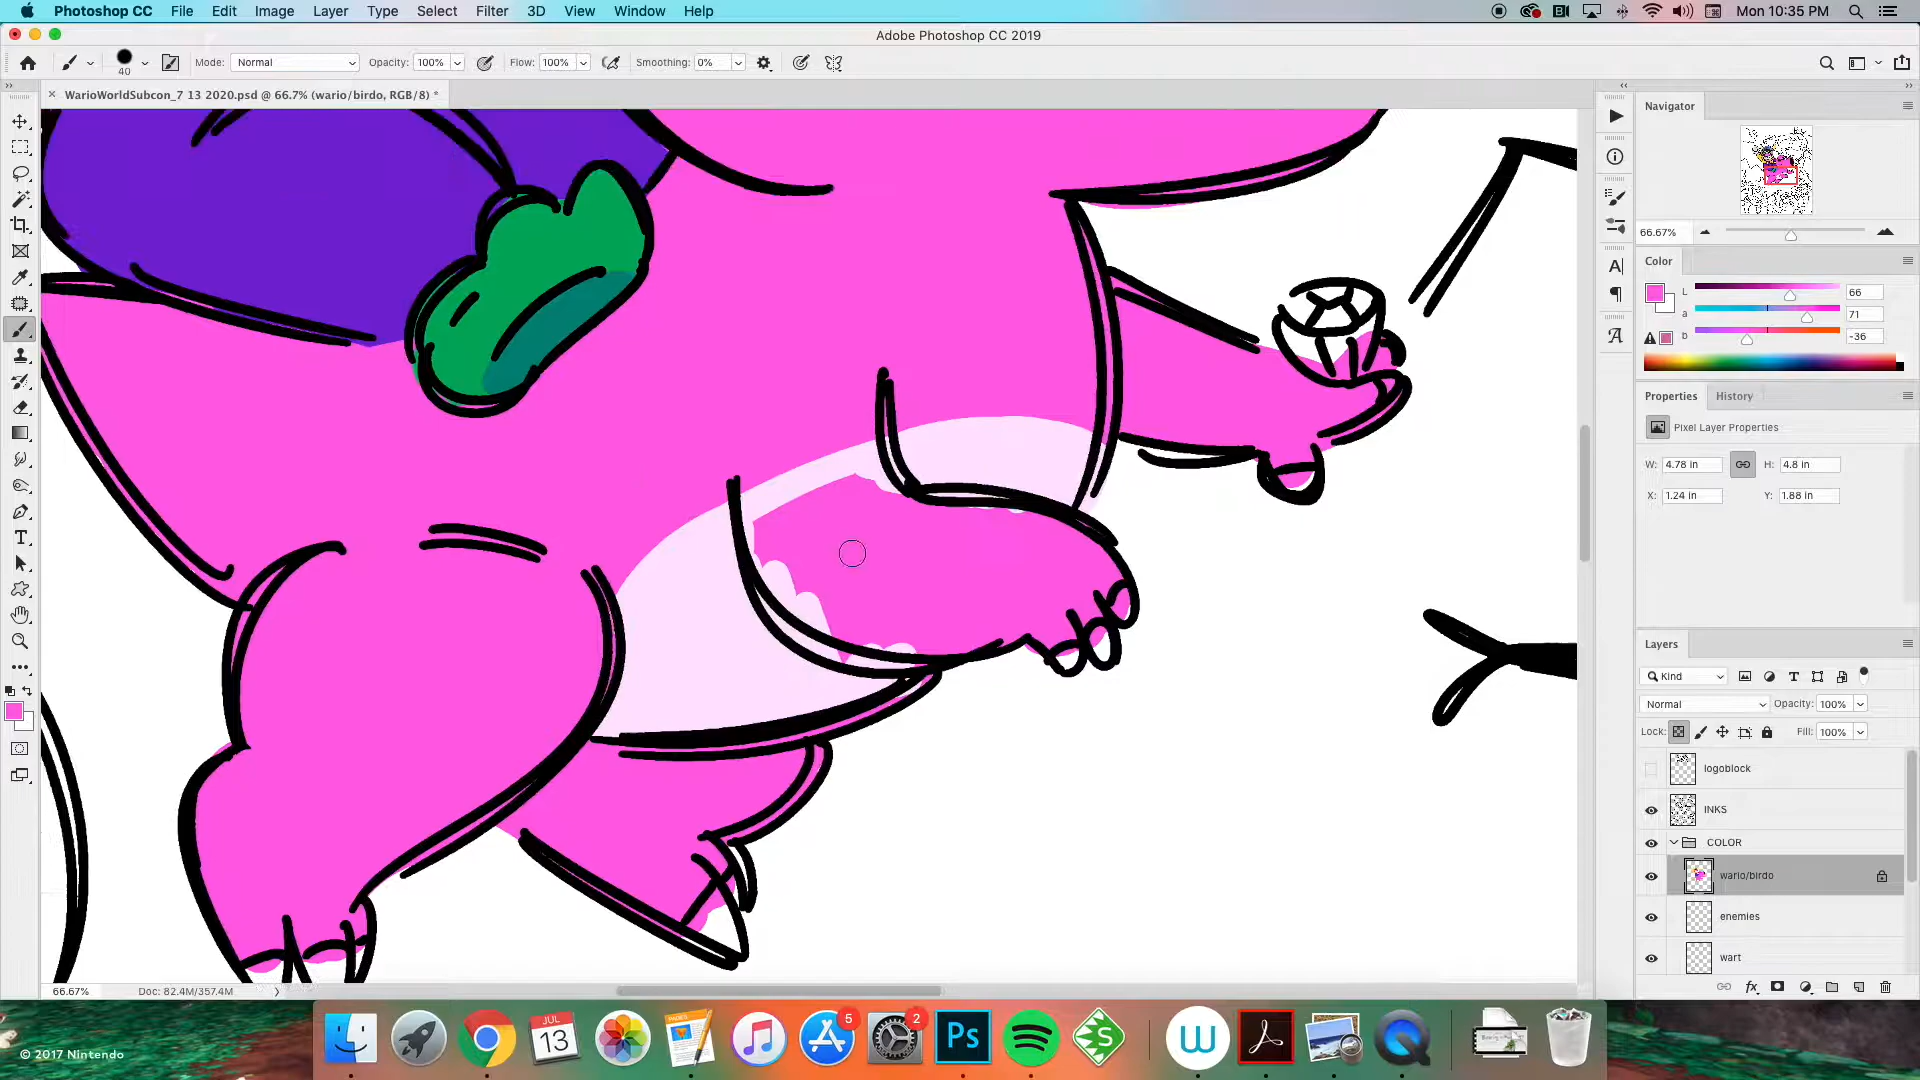 Photoshop CC File Edit Image Layer Type Select Filter 3D View Window Help Mon 10:35 PM
Adobe Photoshop CC 2019
40 Mode: Normal Opacity: 100% Flow: 100% Smoothing: 0%
WarioWorldSubcon_7 13 2020.psd @ 66.7% (wario/birdo, RGB/8) *
Navigator
66.67%
Color
L 66
a 71
b -36
Properties History
Pixel Layer Properties
W: 4.78 in H: 4.8 in
X: 1.24 in Y: 1.88 in
Layers
Kind
Normal Opacity: 100%
Lock: Fill: 100%
logoblock
INKS
COLOR
wario/birdo
enemies
wart
66.67% Doc: 82.4M/357.4M
JUL
13
PAGES
5
2
Ps
W
© 2017 Nintendo